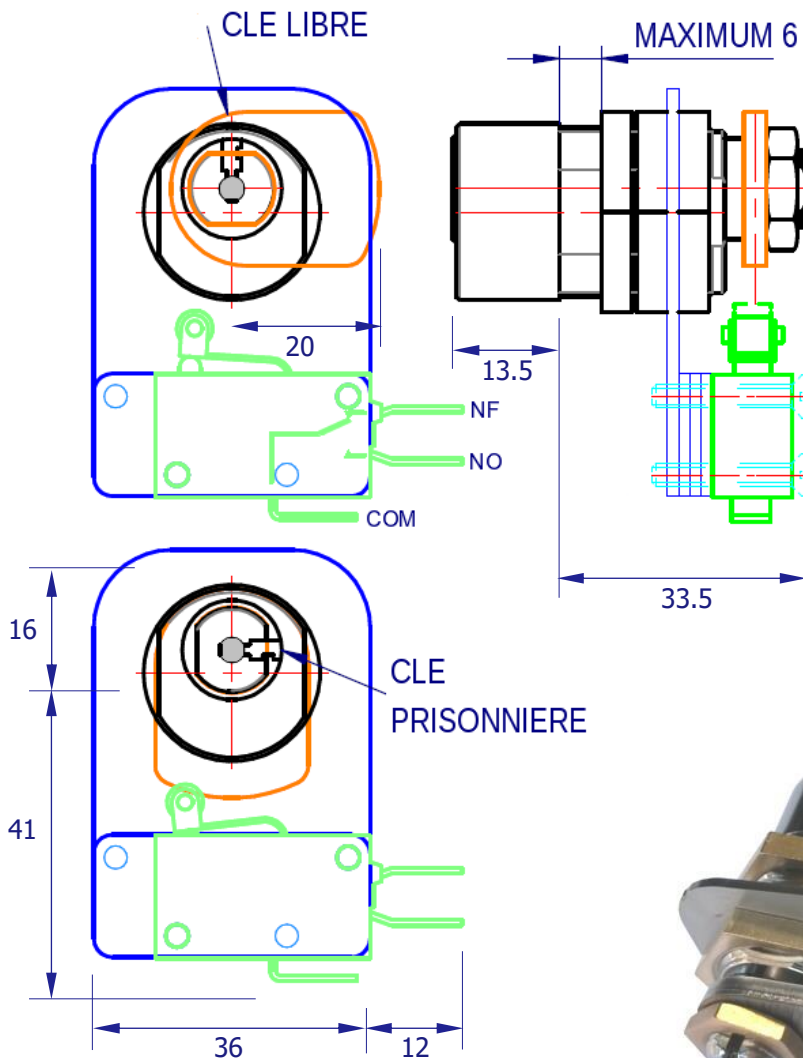 CLE LIBRE
MAXIMUM 6
20
13.5
NF
NO
COM
33.5
16
CLE
PRISONNIERE
41
36
12